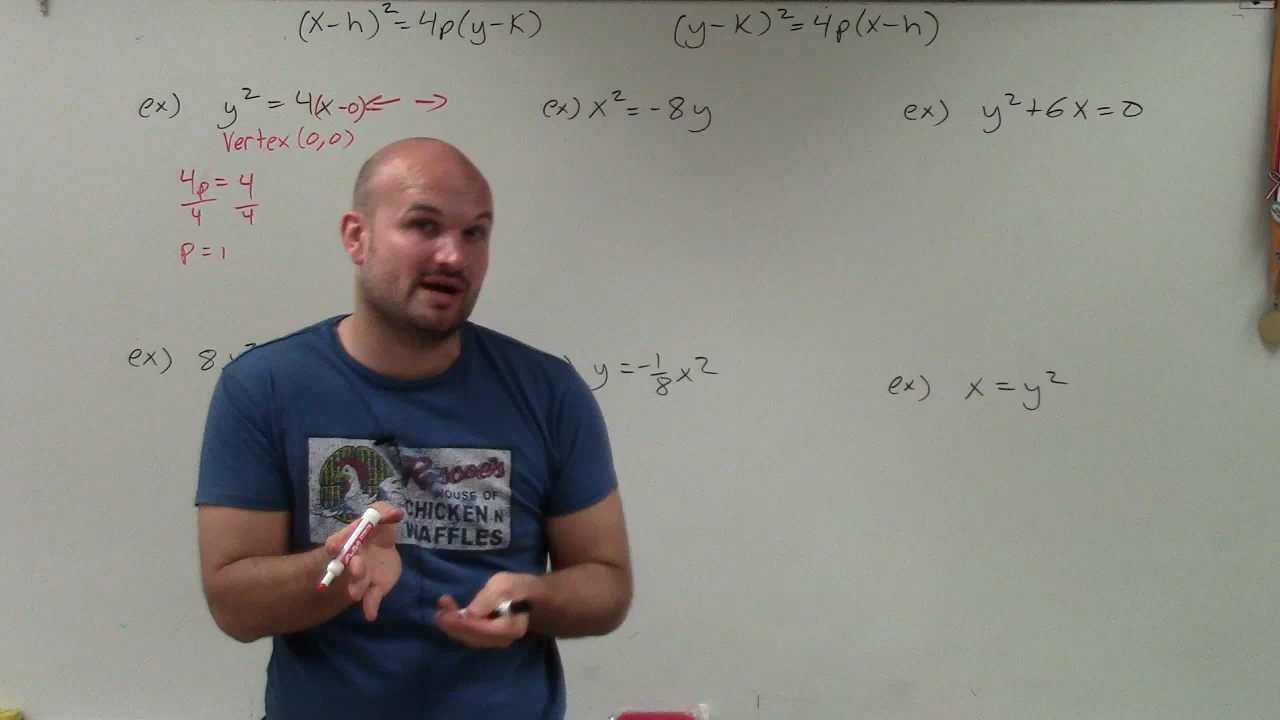 (x-h)²=4p(y-k)
(y-k)²=4p(x-h)
ex) y² = 4(x-0)← →
Vertex (0,0)
4p = 4
4 4
p = 1
ex) x² = -8y
ex) y²+6x=0
ex) 8
) y = -1/8 x²
ex) x = y²
Roscoe's
HOUSE OF
CHICKEN N
WAFFLES